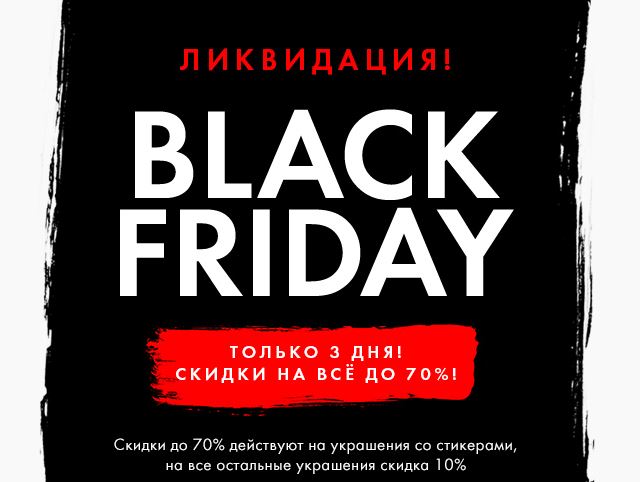 ЛИКВИДАЦИЯ!
BLACK
FRIDAY
ТОЛЬКО 3 ДНЯ!
СКИДКИ НА ВСЁ ДО 70%!
Скидки до 70% действуют на украшения со стикерами,
на все остальные украшения скидка 10%